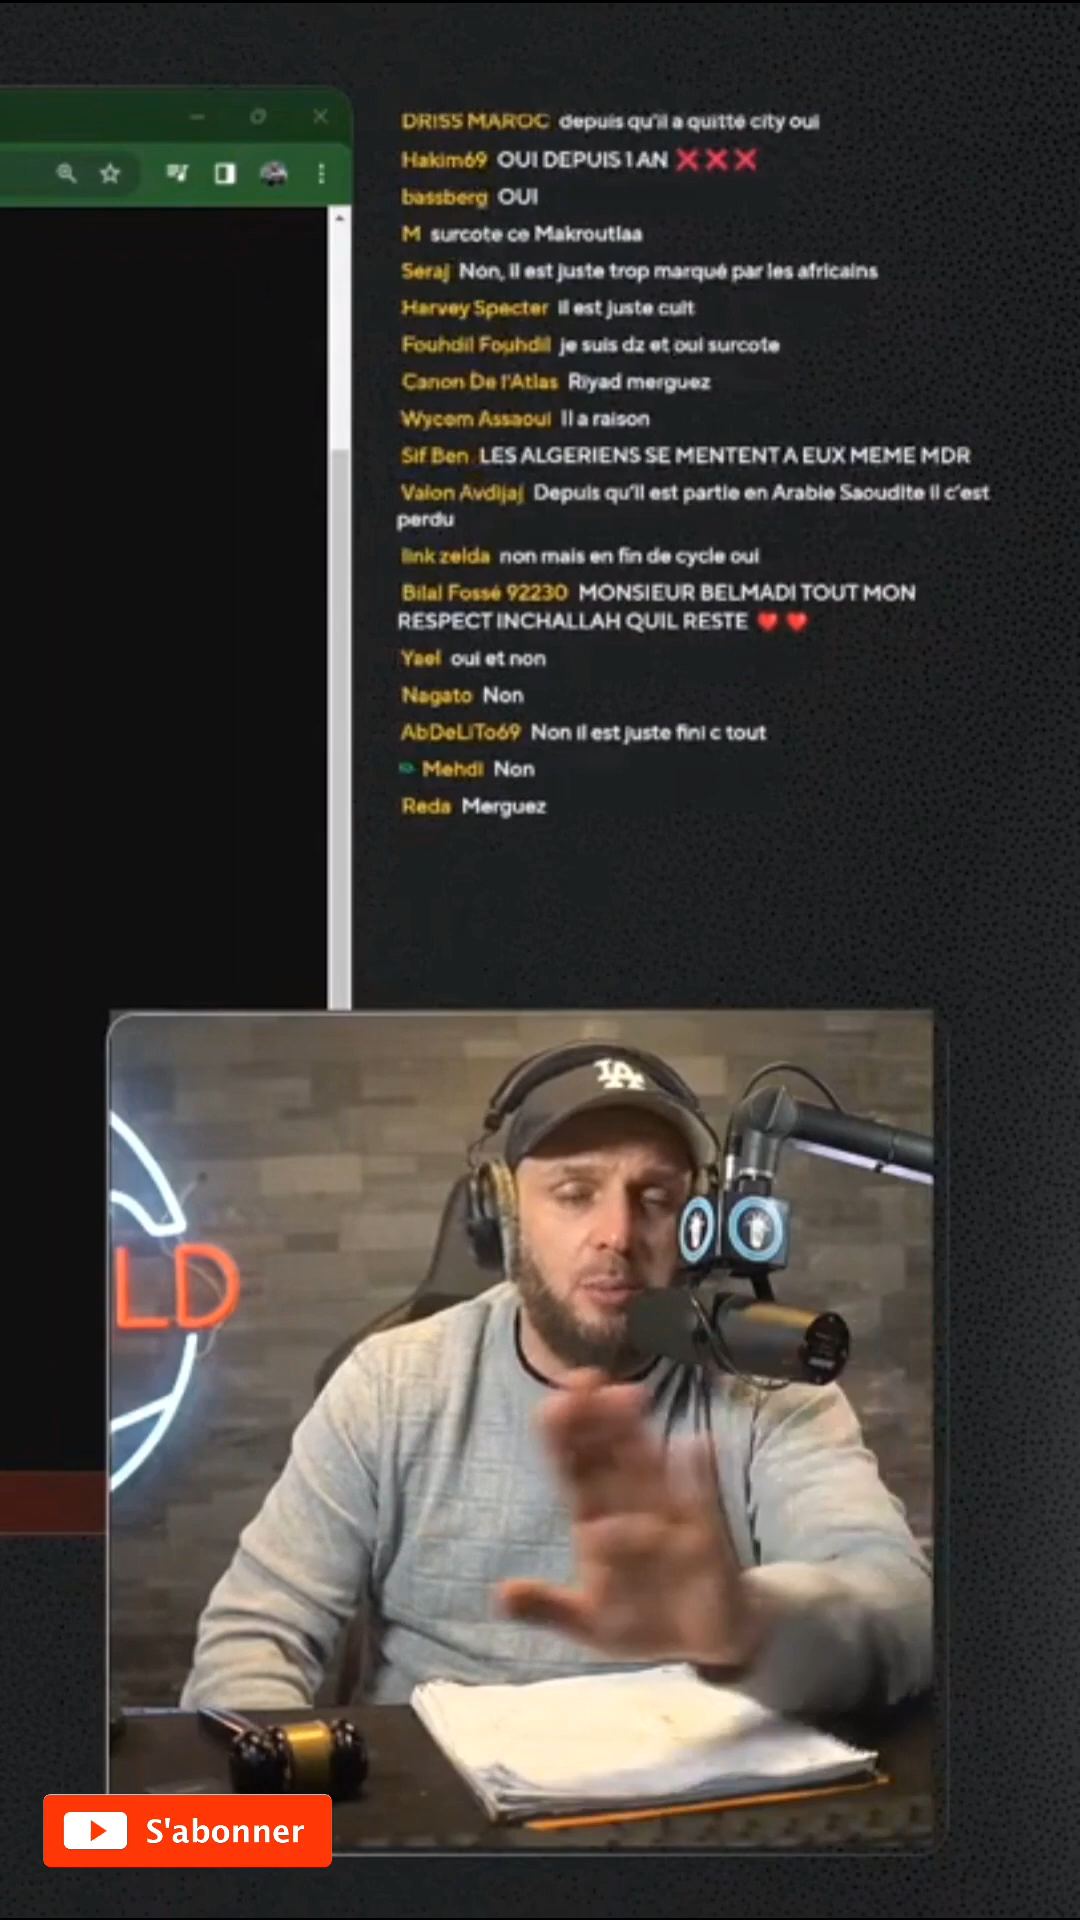 DRISS MAROC depuis qu'il a quitté city oui
Hakim69 OUI DEPUIS 1 AN ❌❌❌
bassberg OUI
M surcote ce Makroutlaa
Seraj Non, il est juste trop marqué par les africains
Harvey Specter il est juste cuit
Fouhdil Fouhdil je suis dz et oui surcote
Canon De l'Atlas Riyad merguez
Wycem Assaoui Il a raison
Sif Ben LES ALGERIENS SE MENTENT A EUX MEME MDR
Valon Avdijaj Depuis qu'il est partie en Arabie Saoudite il c'est
perdu
link zelda non mais en fin de cycle oui
Bilal Fossé 92230 MONSIEUR BELMADI TOUT MON
RESPECT INCHALLAH QUIL RESTE ♥️ ♥️
Yael oui et non
Nagato Non
AbDeLiTo69 Non il est juste fini c tout
Mehdi Non
Reda Merguez
LA
LD
S'abonner